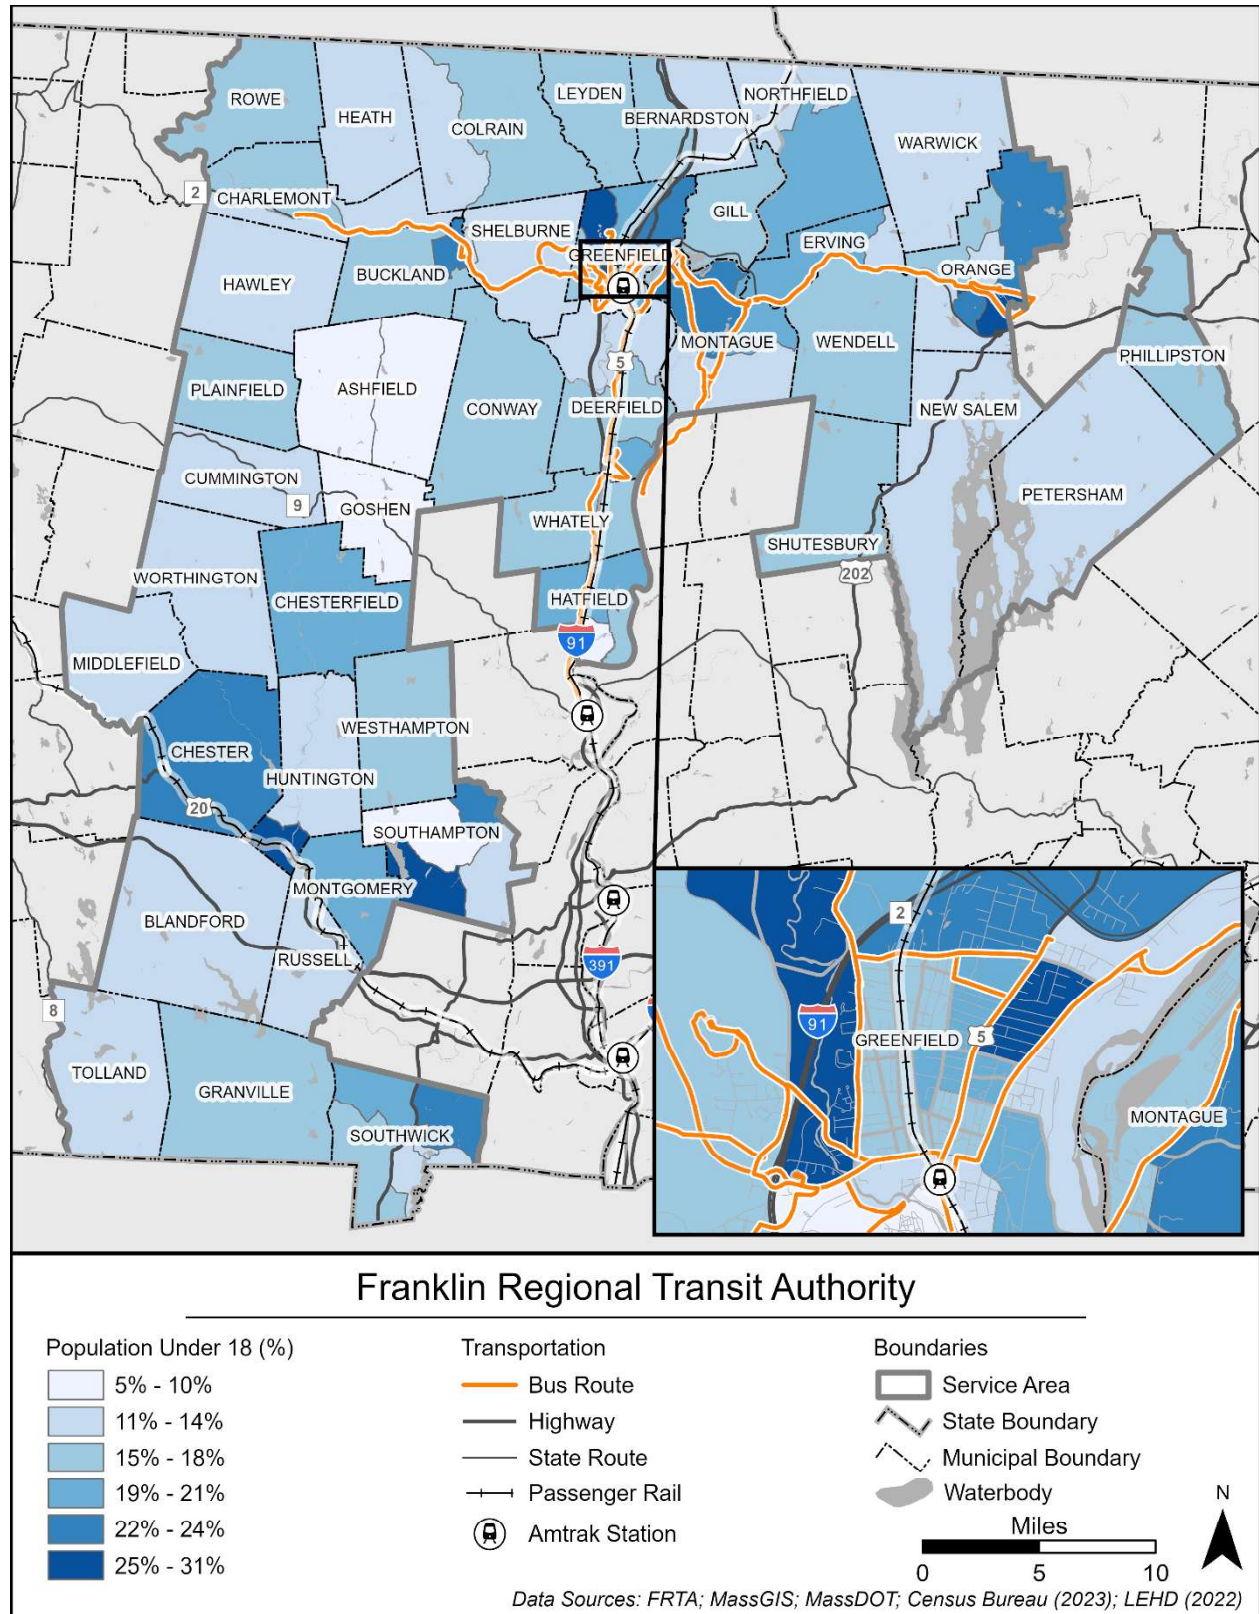 ROWE
HEATH
COLRAIN
LEYDEN
BERNARDSTON
NORTHFIELD
WARWICK
2
CHARLEMONT
SHELBURNE
GILL
GREENFIELD
ERVING
ORANGE
HAWLEY
BUCKLAND
MONTAGUE
WENDELL
PHILLIPSTON
5
PLAINFIELD
ASHFIELD
CONWAY
DEERFIELD
NEW SALEM
CUMMINGTON
9
GOSHEN
PETERSHAM
WHATELY
SHUTESBURY
202
WORTHINGTON
CHESTERFIELD
HATFIELD
91
MIDDLEFIELD
WESTHAMPTON
CHESTER
HUNTINGTON
20
SOUTHAMPTON
MONTGOMERY
BLANDFORD
RUSSELL
391
8
TOLLAND
GRANVILLE
SOUTHWICK
2
91
GREENFIELD
5
MONTAGUE
Franklin Regional Transit Authority
Population Under 18 (%)
5% - 10%
11% - 14%
15% - 18%
19% - 21%
22% - 24%
25% - 31%
Transportation
Bus Route
Highway
State Route
Passenger Rail
Amtrak Station
Boundaries
Service Area
State Boundary
Municipal Boundary
Waterbody
N
Miles
0 5 10
Data Sources: FRTA; MassGIS; MassDOT; Census Bureau (2023); LEHD (2022)